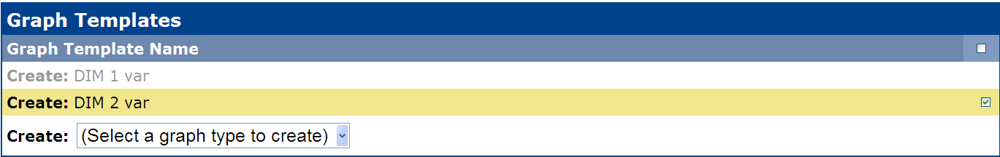 Graph Templates
Graph Template Name
Create: DIM 1 var
Create: DIM 2 var
Create: (Select a graph type to create)